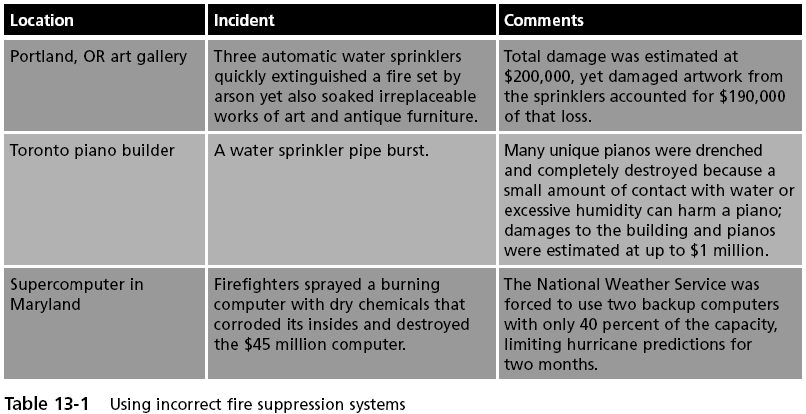 Location
Incident
Comments
Portland, OR art gallery
Three automatic water sprinklers
quickly extinguished a fire set by
arson yet also soaked irreplaceable
works of art and antique furniture.
Total damage was estimated at
$200,000, yet damaged artwork from
the sprinklers accounted for $190,000
of that loss.
Toronto piano builder
A water sprinkler pipe burst.
Many unique pianos were drenched
and completely destroyed because a
small amount of contact with water or
excessive humidity can harm a piano;
damages to the building and pianos
were estimated at up to $1 million.
Supercomputer in
Maryland
Firefighters sprayed a burning
computer with dry chemicals that
corroded its insides and destroyed
the $45 million computer.
The National Weather Service was
forced to use two backup computers
with only 40 percent of the capacity,
limiting hurricane predictions for
two months.
Table 13-1 Using incorrect fire suppression systems